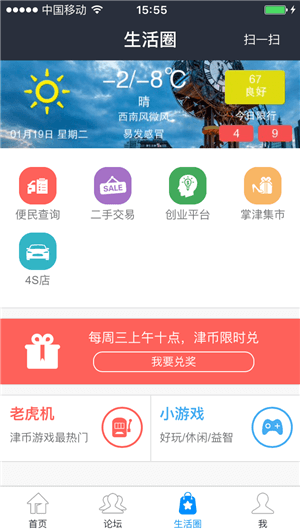 中国移动 15:55
生活圈 扫一扫
-2/-8℃
67
良好
晴
西南风微风
今日限行
01月19日 星期二
易发感冒
4 9
便民查询 二手交易 创业平台 掌津集市
SALE
4S店
每周三上午十点，津币限时兑
我要兑奖
老虎机 小游戏
津币游戏最热门 好玩/休闲/益智
首页 论坛 生活圈 我